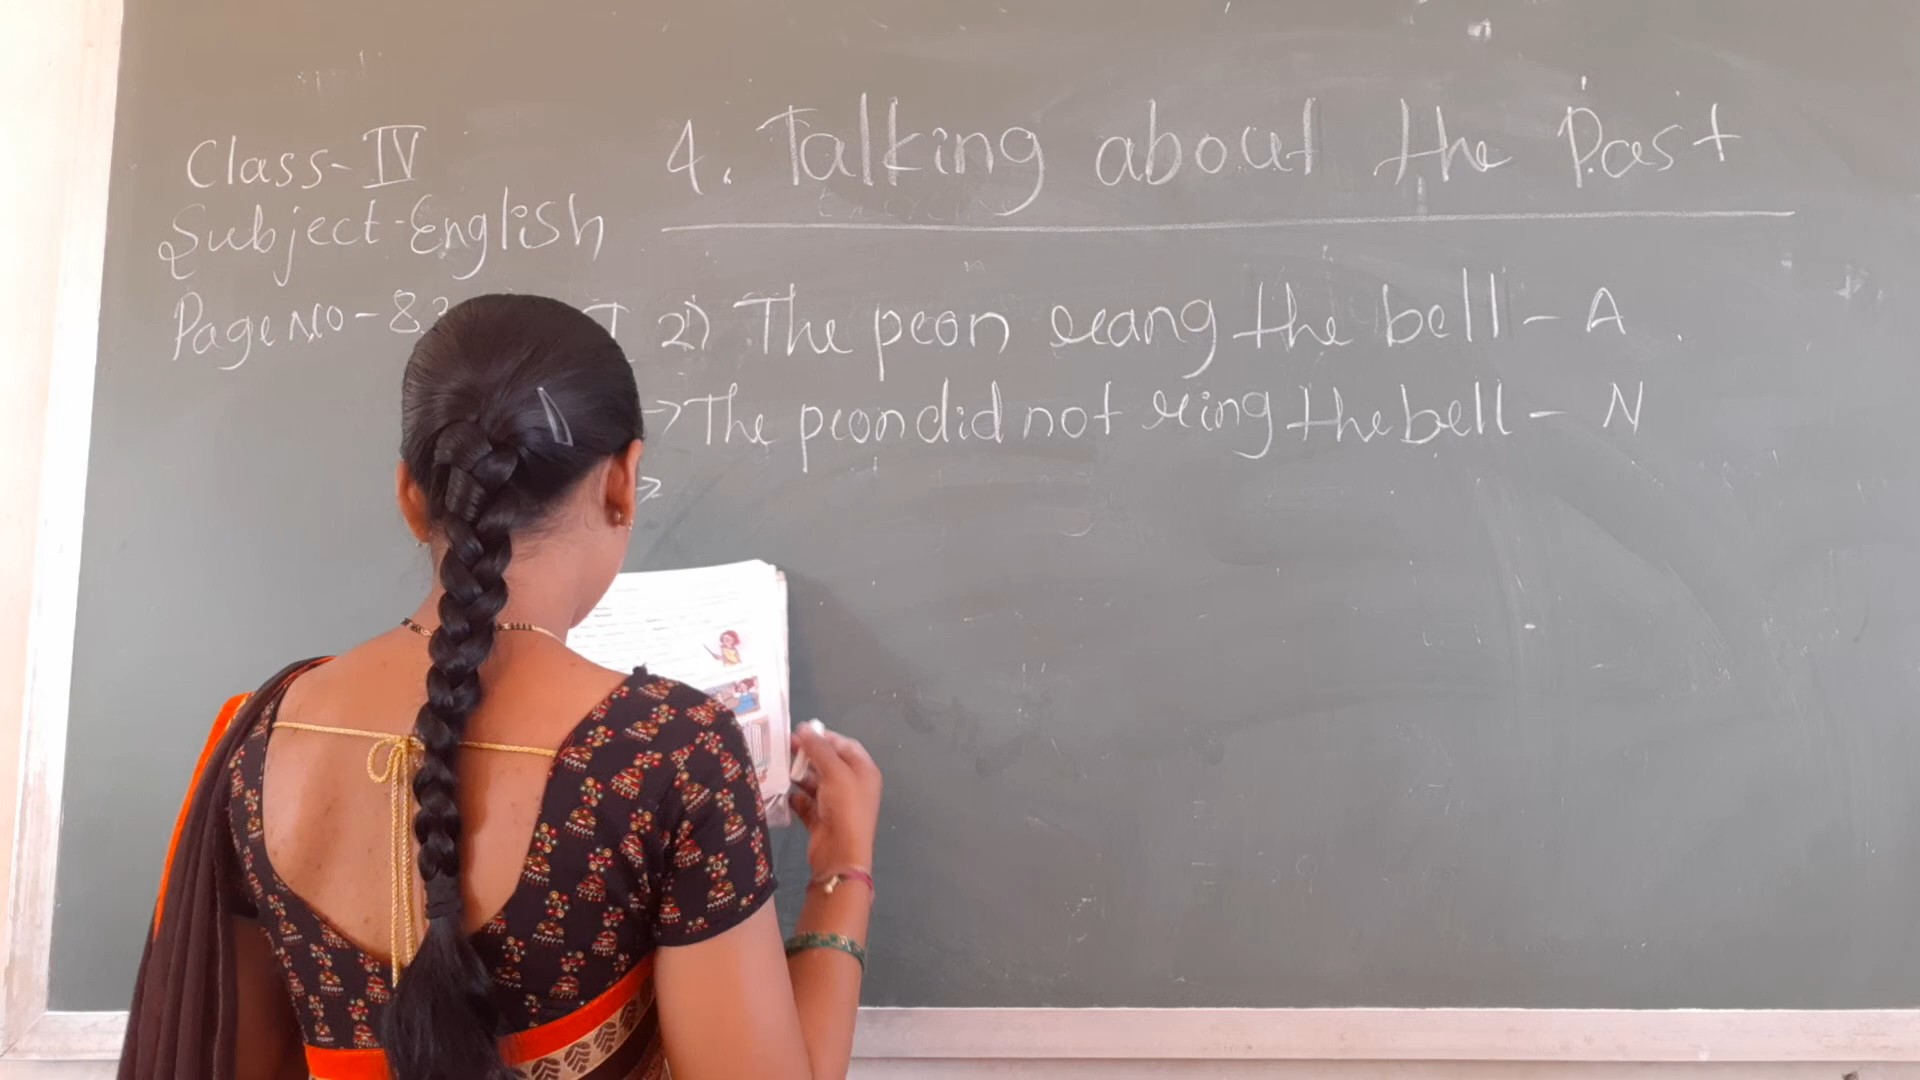 Class-IV
Subject-English
Page No-8
4. Talking about the Past
2) The peon rang the bell - A
→The peon did not ring the bell - N
→